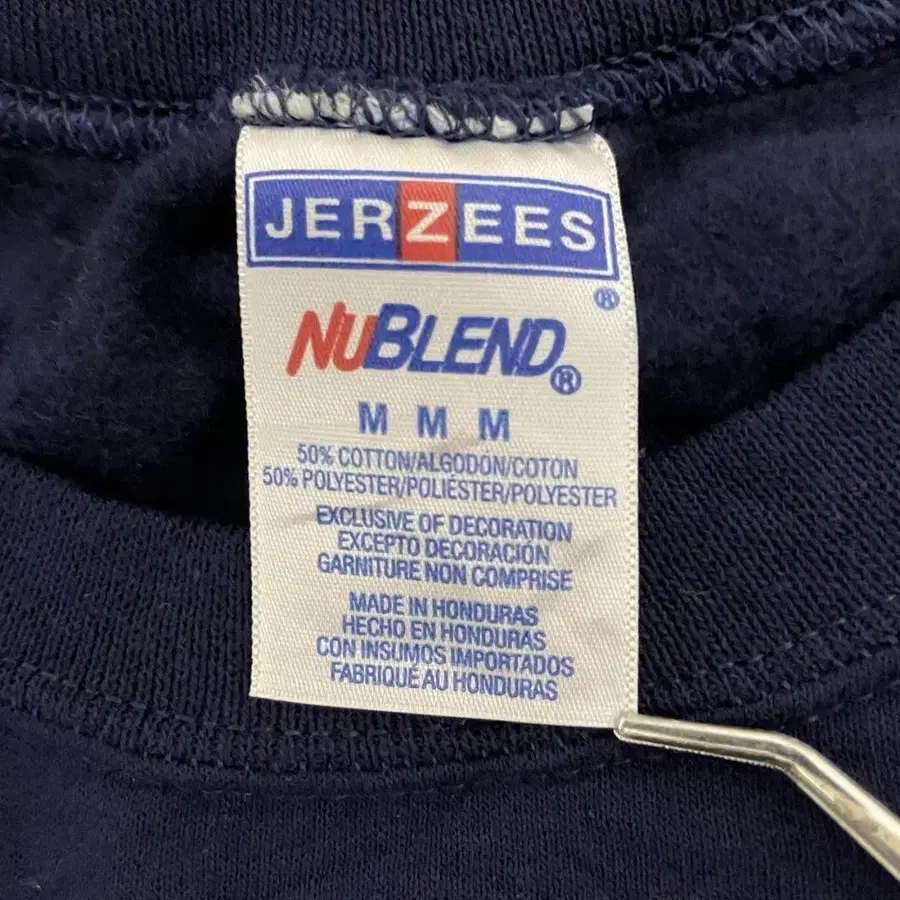 JERZEES
®
NUBLEND®
M M M
50% COTTON/ALGODÓN/COTON
50% POLYESTER/POLIÉSTER/POLYESTER
EXCLUSIVE OF DECORATION
EXCEPTO DECORACIÓN
GARNITURE NON COMPRISE
MADE IN HONDURAS
HECHO EN HONDURAS
CON INSUMOS IMPORTADOS
FABRIQUÉ AU HONDURAS